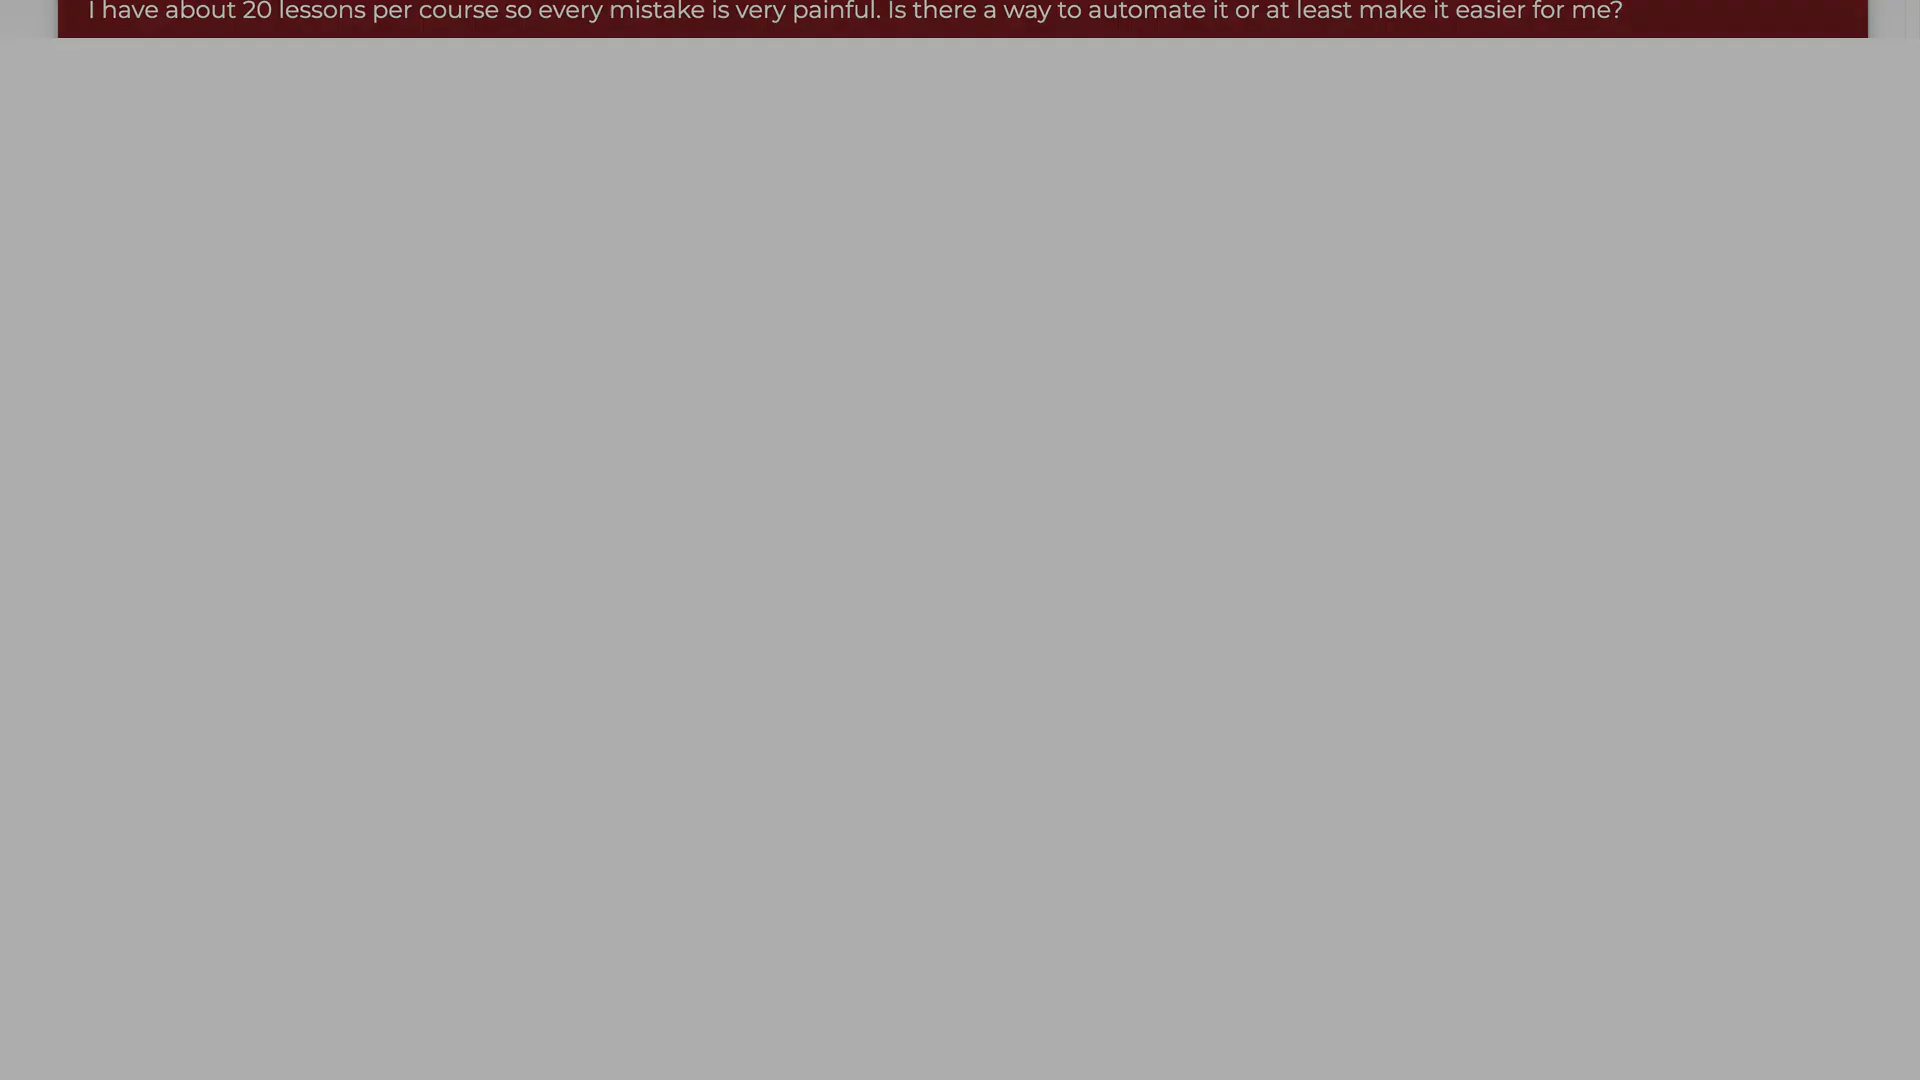 I have about 20 lessons per course so every mistake is very painful. Is there a way to automate it or at least make it easier for me?